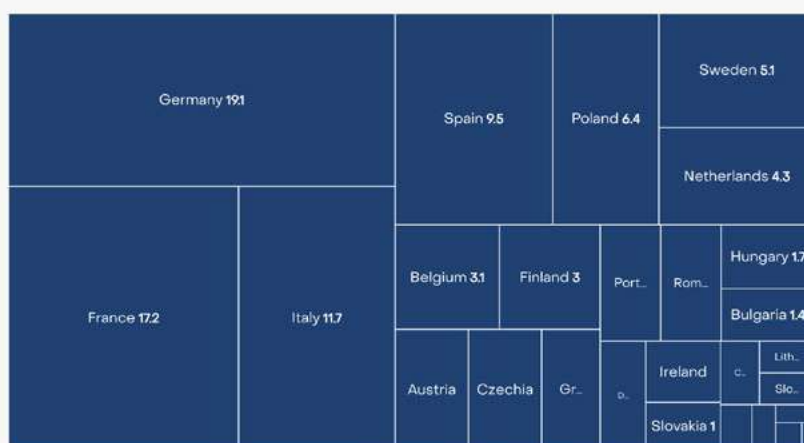 Germany 19.1
Spain 9.5
Poland 6.4
Sweden 5.1
Netherlands 4.3
France 17.2
Italy 11.7
Belgium 3.1
Finland 3
Port...
Rom...
Hungary 1.7
Bulgaria 1.4
Austria
Czechia
Gr...
D...
Ireland
Slovakia 1
C...
Lith...
Slo...